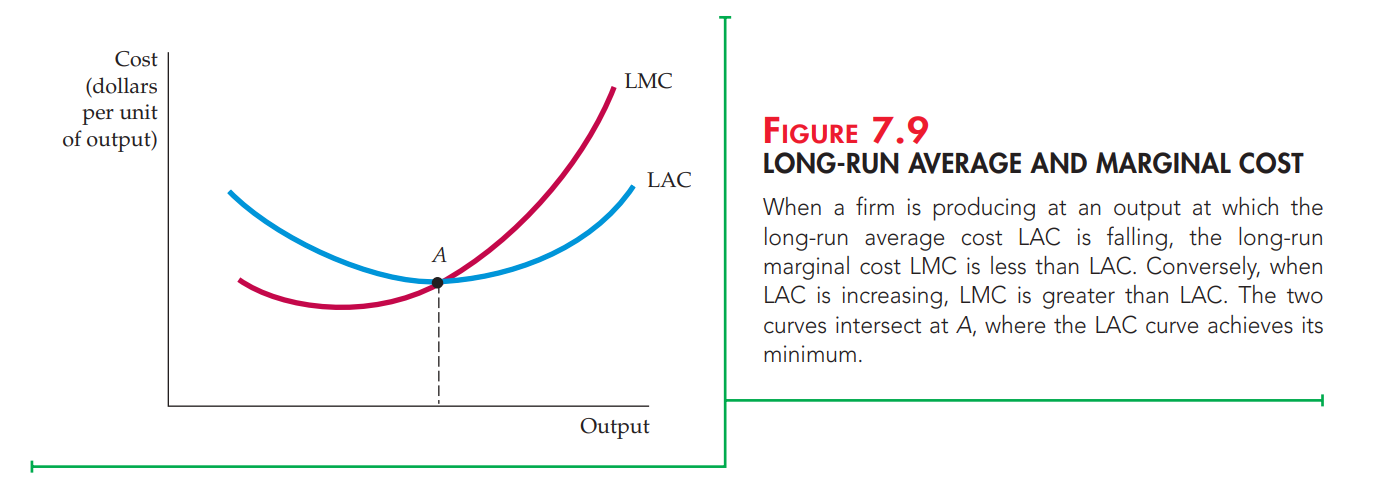 Cost
(dollars
per unit
of output)
LMC
LAC
A
Output
FIGURE 7.9
LONG-RUN AVERAGE AND MARGINAL COST
When a firm is producing at an output at which the
long-run average cost LAC is falling, the long-run
marginal cost LMC is less than LAC. Conversely, when
LAC is increasing, LMC is greater than LAC. The two
curves intersect at A, where the LAC curve achieves its
minimum.